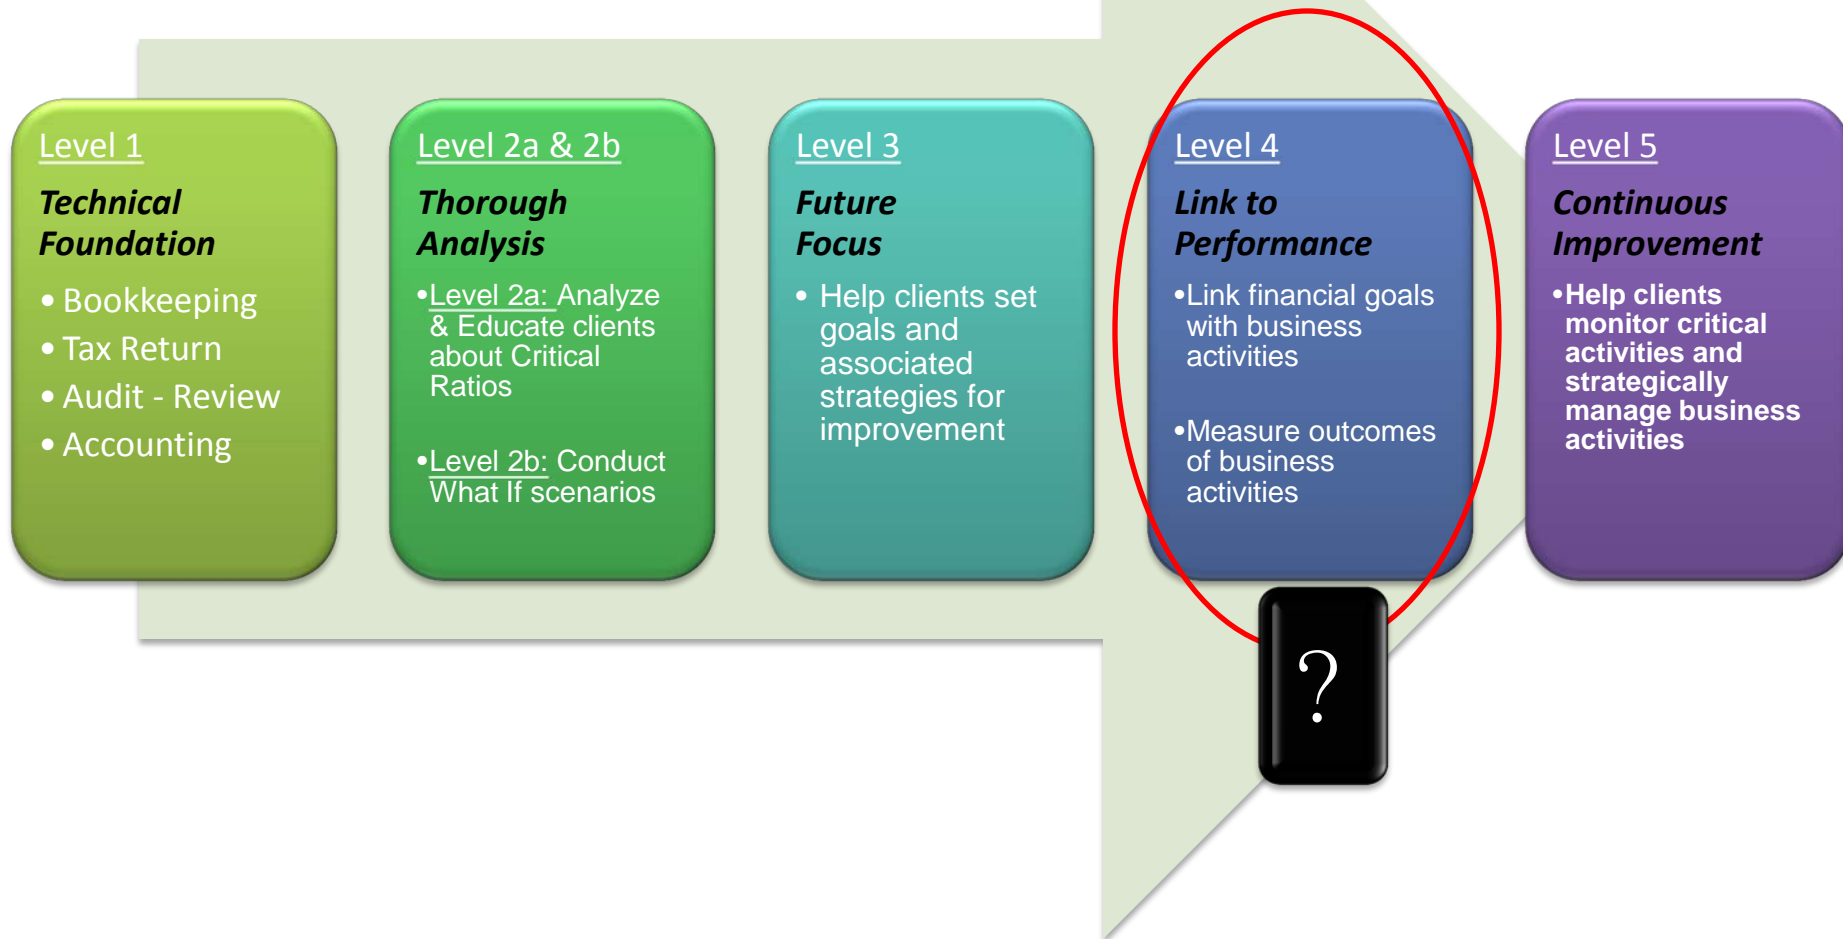 Level 1
Technical
Foundation
• Bookkeeping
• Tax Return
• Audit - Review
• Accounting
Level 2a & 2b
Thorough
Analysis
•Level 2a: Analyze
& Educate clients
about Critical
Ratios
•Level 2b: Conduct
What If scenarios
Level 3
Future
Focus
• Help clients set
goals and
associated
strategies for
improvement
Level 4
Link to
Performance
•Link financial goals
with business
activities
•Measure outcomes
of business
activities
?
Level 5
Continuous
Improvement
•Help clients
monitor critical
activities and
strategically
manage business
activities